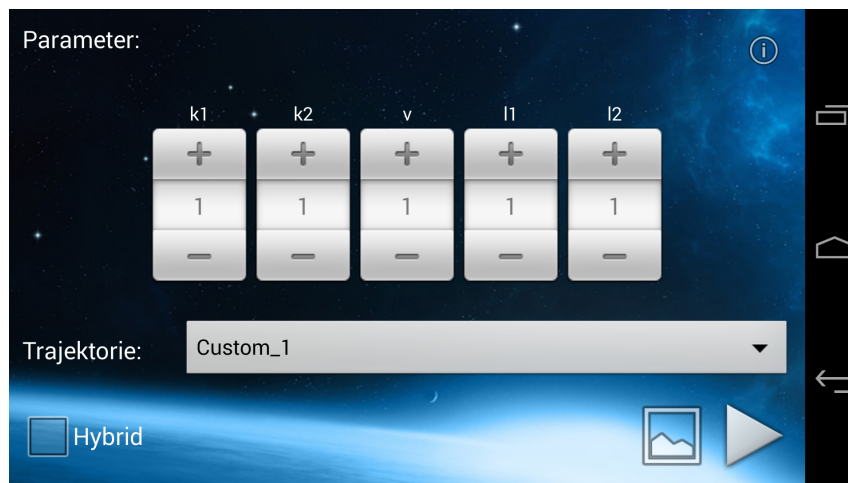 Parameter:
k1 k2 v l1 l2
1 1 1 1 1
Trajektorie: Custom_1
Hybrid